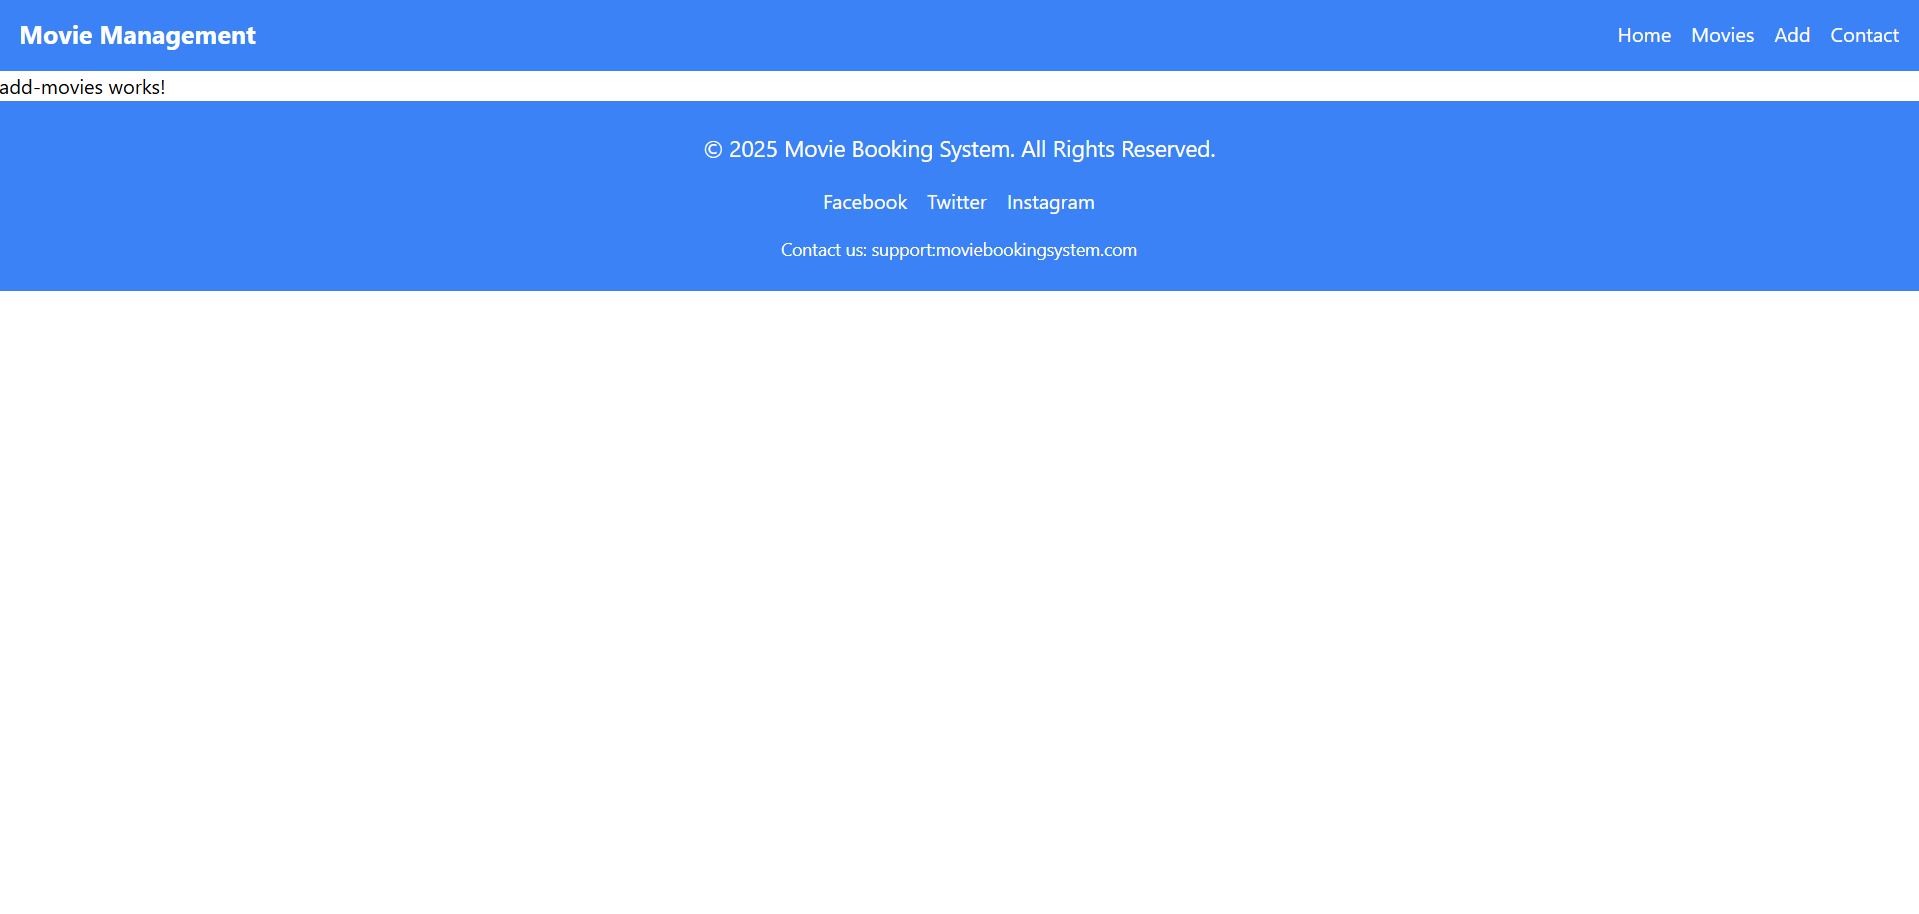 Movie Management
Home Movies Add Contact
add-movies works!
© 2025 Movie Booking System. All Rights Reserved.
Facebook Twitter Instagram
Contact us: support:moviebookingsystem.com